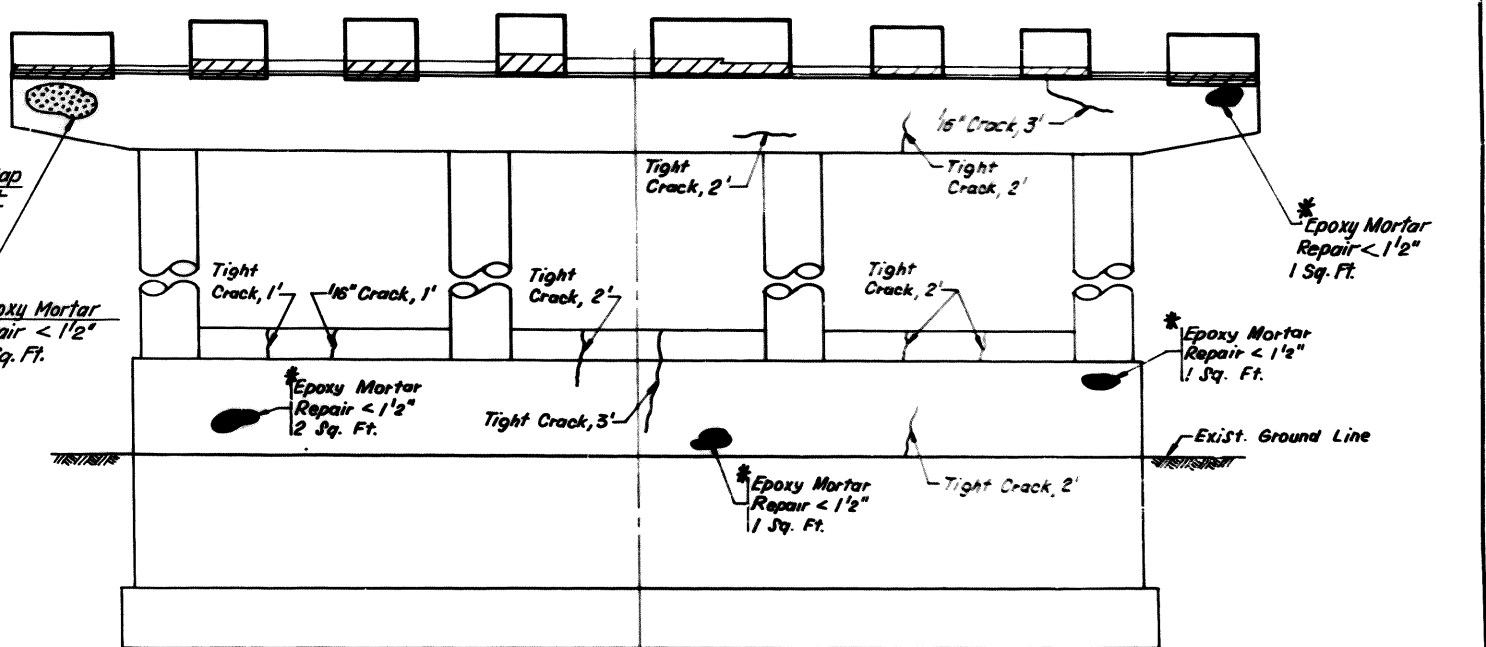 1/16" Crack, 3'
Tight
Crack, 2'
Tight
Crack, 2'
*
Epoxy Mortar
Repair < 1 1/2"
1 Sq. Ft.
Tight
Crack, 1'
1/16" Crack, 1'
Tight
Crack, 2'
Tight
Crack, 2'
Mortar
< 1 1/2"
Ft.
*
Epoxy Mortar
Repair < 1 1/2"
1 Sq. Ft.
*
Epoxy Mortar
Repair < 1 1/2"
2 Sq. Ft.
Tight Crack, 3'
Exist. Ground Line
*
Epoxy Mortar
Repair < 1 1/2"
1 Sq. Ft.
Tight Crack, 2'